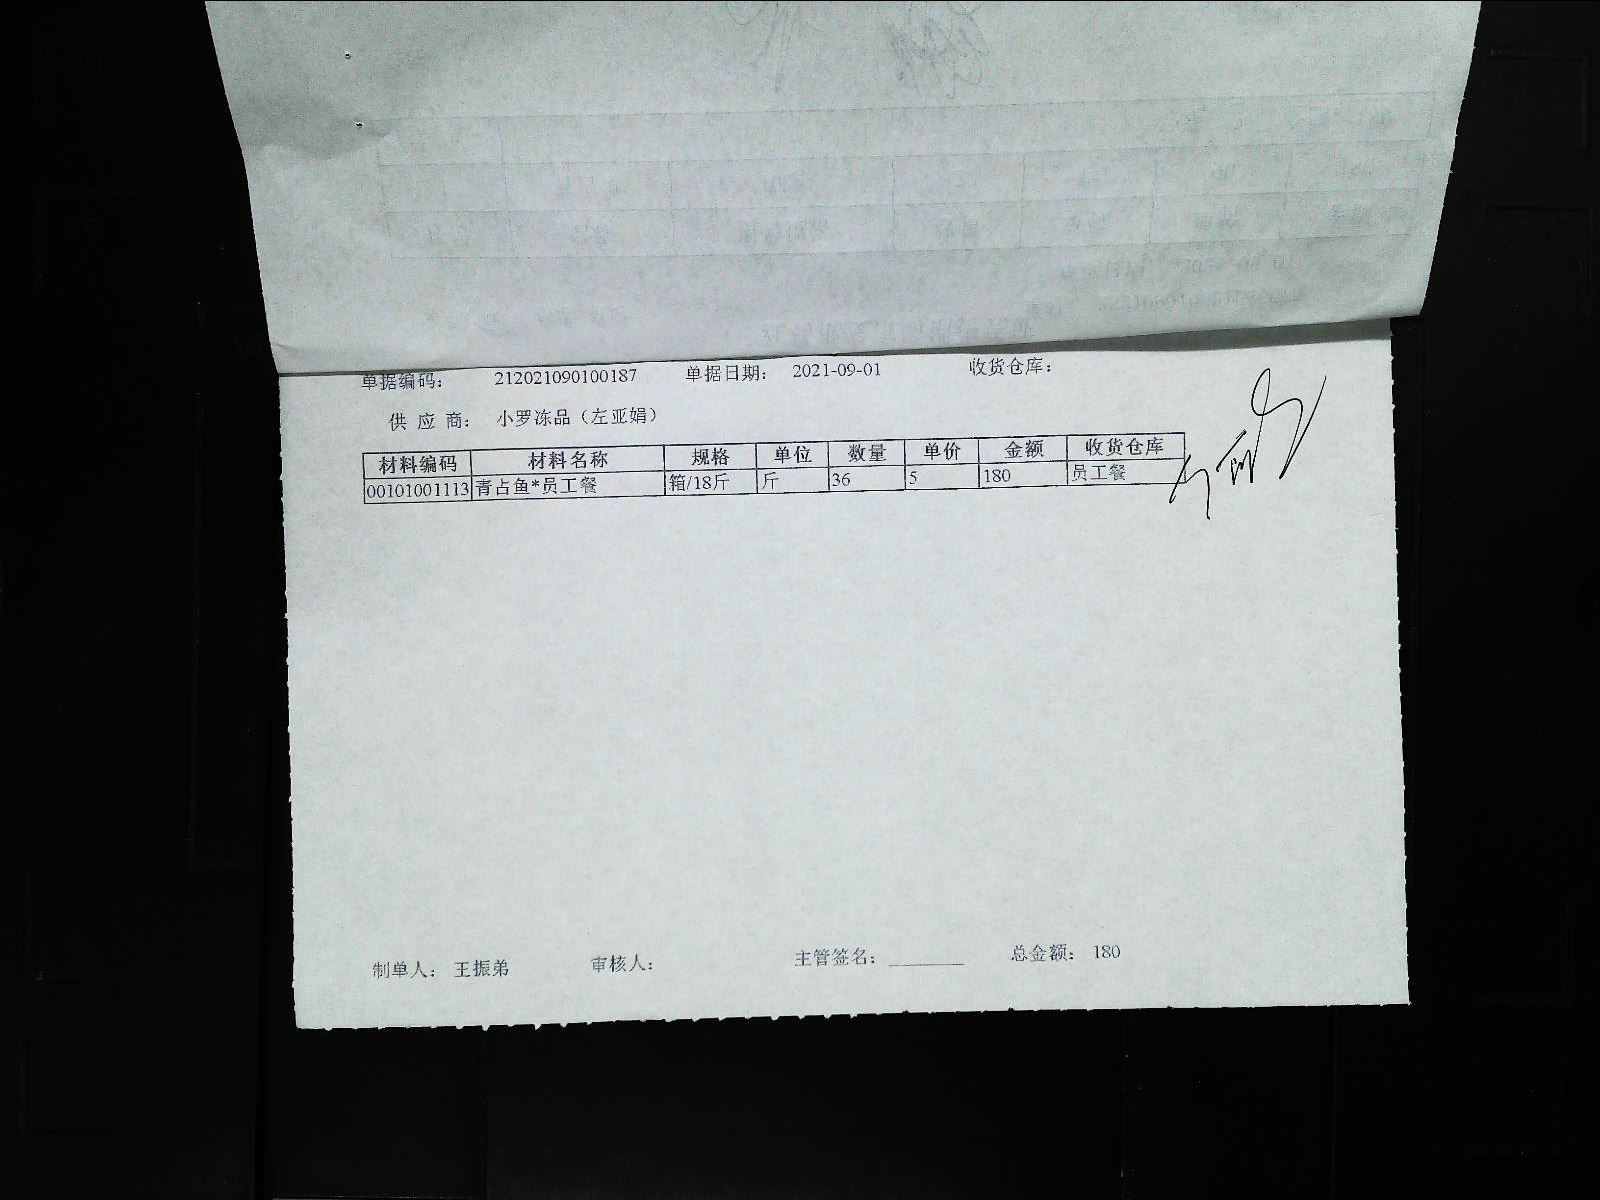 单据编码： 212021090100187 单据日期： 2021-09-01 收货仓库：
供 应 商： 小罗冻品（左亚娟）
材料编码 材料名称 规格 单位 数量 单价 金额 收货仓库
00101001113 青占鱼*员工餐 箱/18斤 斤 36 5 180 员工餐
制单人： 王振弟 审核人： 主管签名：________ 总金额： 180